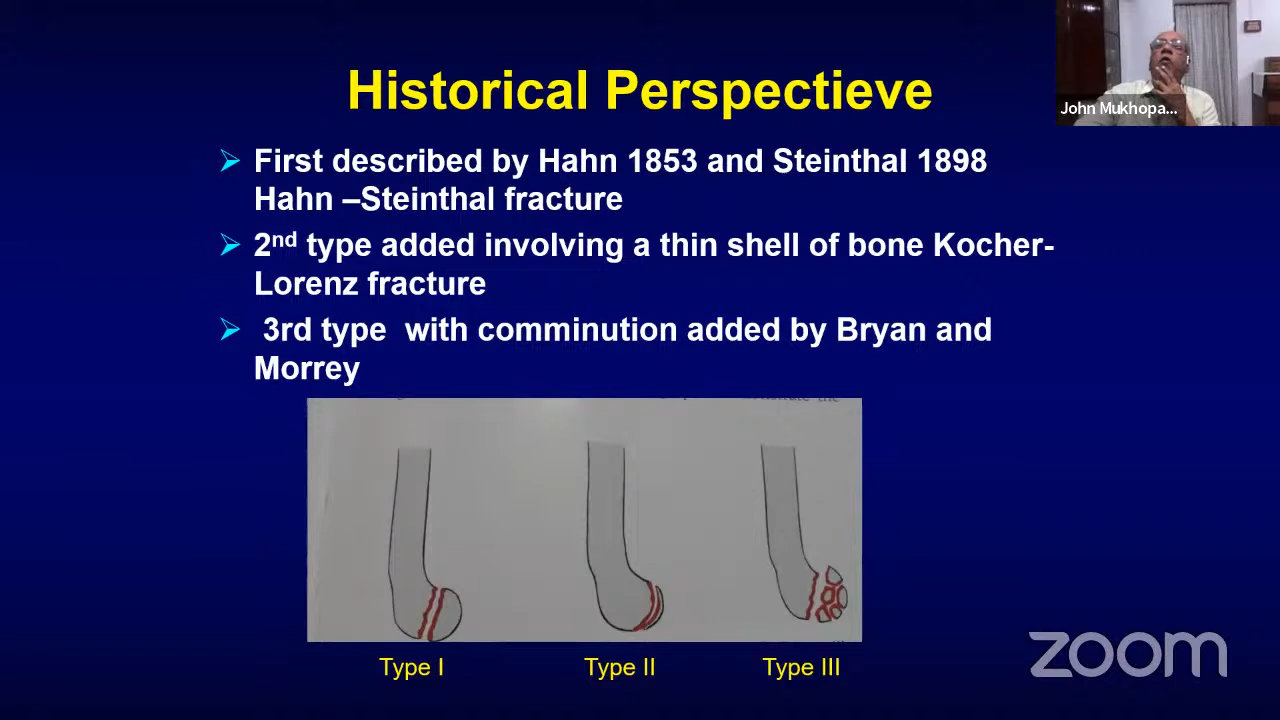 Historical Perspectieve
John Mukhopa...
➢ First described by Hahn 1853 and Steinthal 1898
Hahn –Steinthal fracture
➢ 2nd type added involving a thin shell of bone Kocher-
Lorenz fracture
➢ 3rd type with comminution added by Bryan and
Morrey
the
Type I
Type II
Type III
zoom